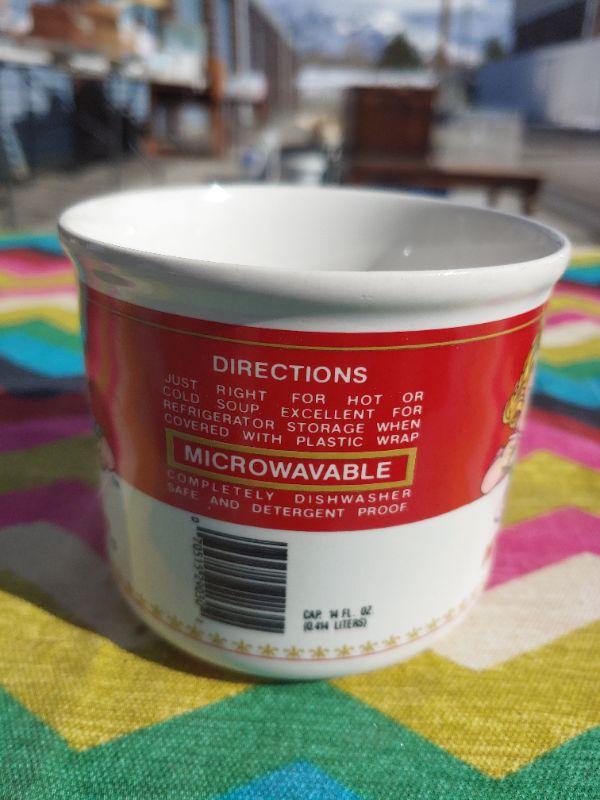 DIRECTIONS
JUST RIGHT FOR HOT OR
COLD SOUP. EXCELLENT FOR
REFRIGERATOR STORAGE WHEN
COVERED WITH PLASTIC WRAP
MICROWAVABLE
COMPLETELY DISHWASHER
SAFE AND DETERGENT PROOF.
CAP. 14 FL. OZ.
(0.414 LITERS)